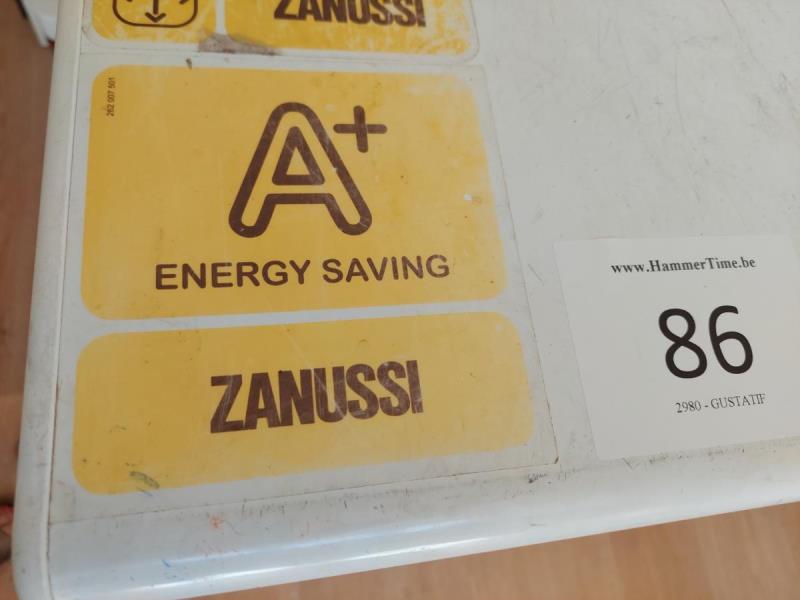 ZANUSSI
262 007 501
A+
ENERGY SAVING
ZANUSSI
www.HammerTime.be
86
2980 - GUSTATIF